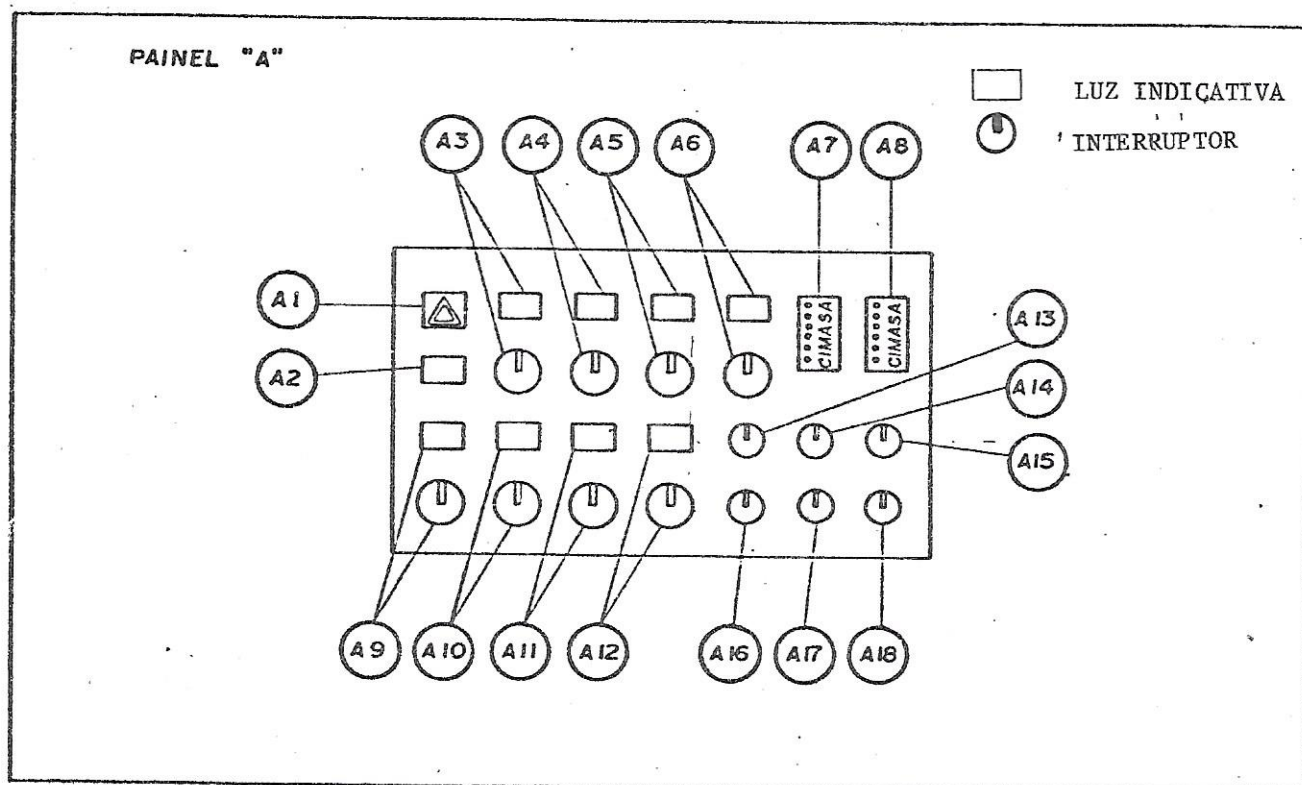 PAINEL "A"
LUZ INDIÇATIVA
INTERRUPTOR
A3 A4 A5 A6 A7 A8
A1
A2
CIMASA CIMASA
A13
A14
A15
A9 A10 A11 A12 A16 A17 A18